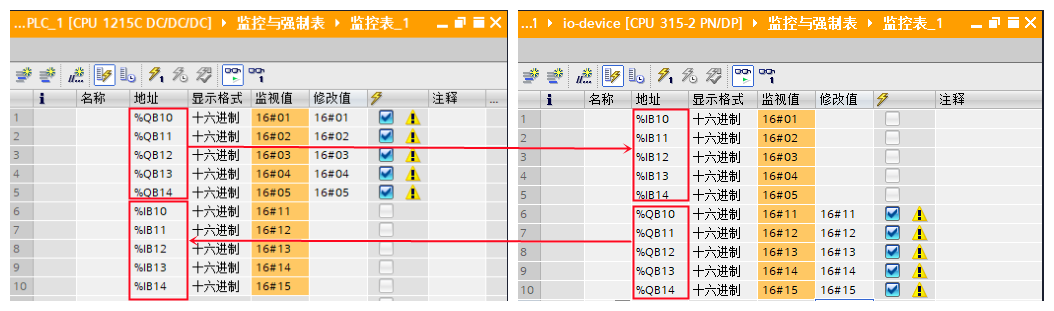 ...PLC_1 [CPU 1215C DC/DC/DC] 监控与强制表 监控表_1
i 名称 地址 显示格式 监视值 修改值 注释 ...
1 %QB10 十六进制 16#01 16#01
2 %QB11 十六进制 16#02 16#02
3 %QB12 十六进制 16#03 16#03
4 %QB13 十六进制 16#04 16#04
5 %QB14 十六进制 16#05 16#05
6 %IB10 十六进制 16#11
7 %IB11 十六进制 16#12
8 %IB12 十六进制 16#13
9 %IB13 十六进制 16#14
10 %IB14 十六进制 16#15
...1 io-device [CPU 315-2 PN/DP] 监控与强制表 监控表_1
i 名称 地址 显示格式 监视值 修改值 注释
1 %IB10 十六进制 16#01
2 %IB11 十六进制 16#02
3 %IB12 十六进制 16#03
4 %IB13 十六进制 16#04
5 %IB14 十六进制 16#05
6 %QB10 十六进制 16#11 16#11
7 %QB11 十六进制 16#12 16#12
8 %QB12 十六进制 16#13 16#13
9 %QB13 十六进制 16#14 16#14
10 %QB14 十六进制 16#15 16#15